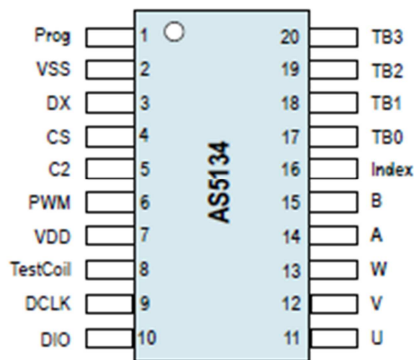 Prog 1 20 TB3
VSS 2 19 TB2
DX 3 18 TB1
CS 4 17 TB0
C2 5 16 Index
PWM 6 15 B
VDD 7 14 A
TestCoil 8 13 W
DCLK 9 12 V
DIO 10 11 U
AS5134